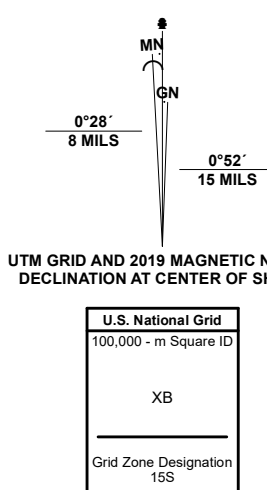 MN
GN
0°28´
8 MILS
0°52´
15 MILS
UTM GRID AND 2019 MAGNETIC
DECLINATION AT CENTER OF
U.S. National Grid
100,000 - m Square ID
XB
Grid Zone Designation
15S